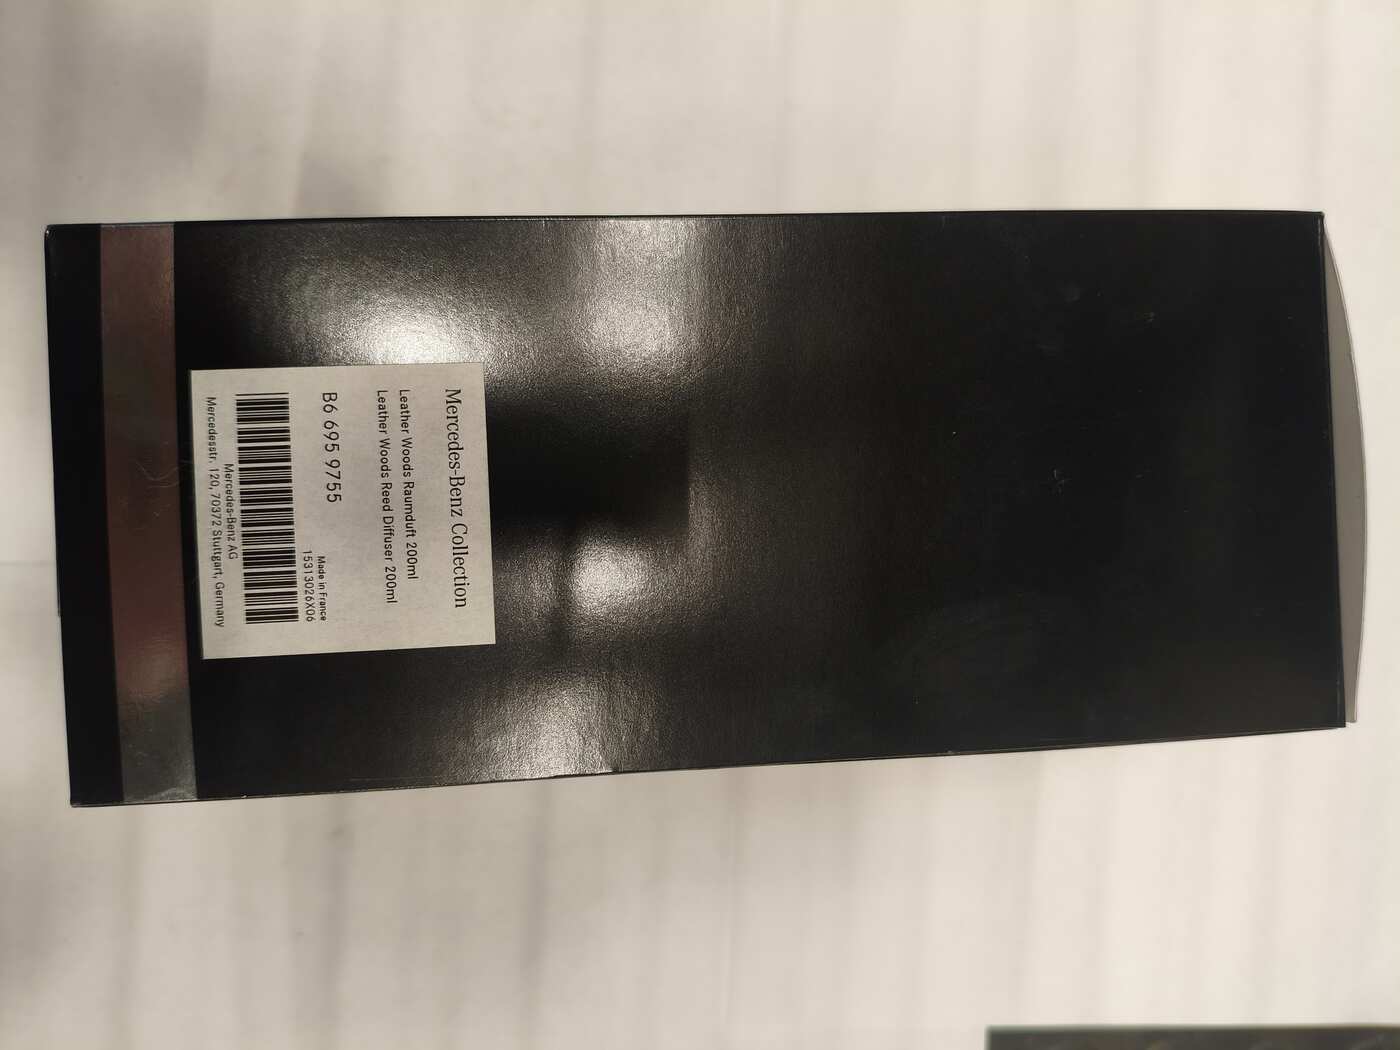 Mercedes-Benz Collection
Leather Woods Raumduft 200ml
Leather Woods Reed Diffuser 200ml
B6 695 9755
Made in France
15313026X06
Mercedes-Benz AG
Mercedesstr. 120, 70372 Stuttgart, Germany